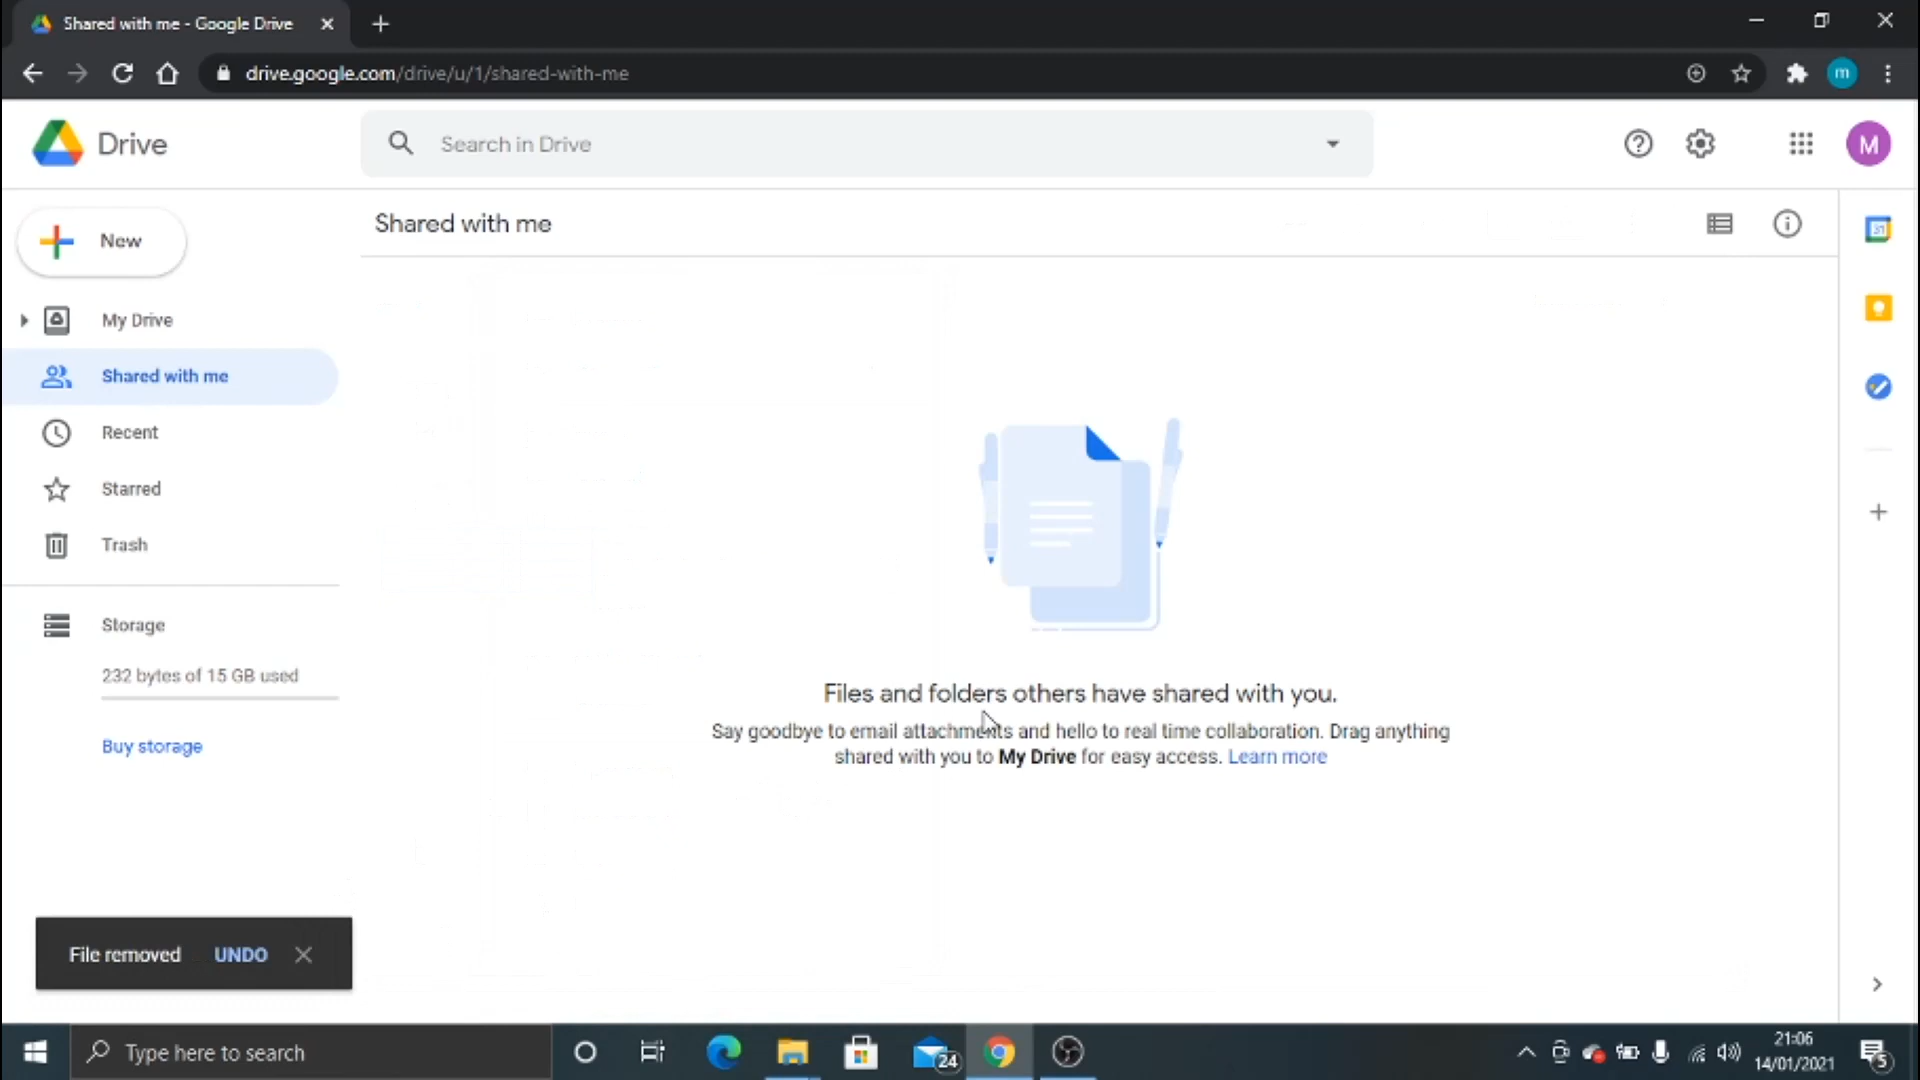 Shared with me - Google Drive
drive.google.com/drive/u/1/shared-with-me
m
Drive
Search in Drive
M
New
Shared with me
31
My Drive
Shared with me
Recent
Starred
Trash
Storage
232 bytes of 15 GB used
Buy storage
Files and folders others have shared with you.
Say goodbye to email attachments and hello to real time collaboration. Drag anything
shared with you to My Drive for easy access. Learn more
File removed UNDO
Type here to search
24
21:06
14/01/2021
5